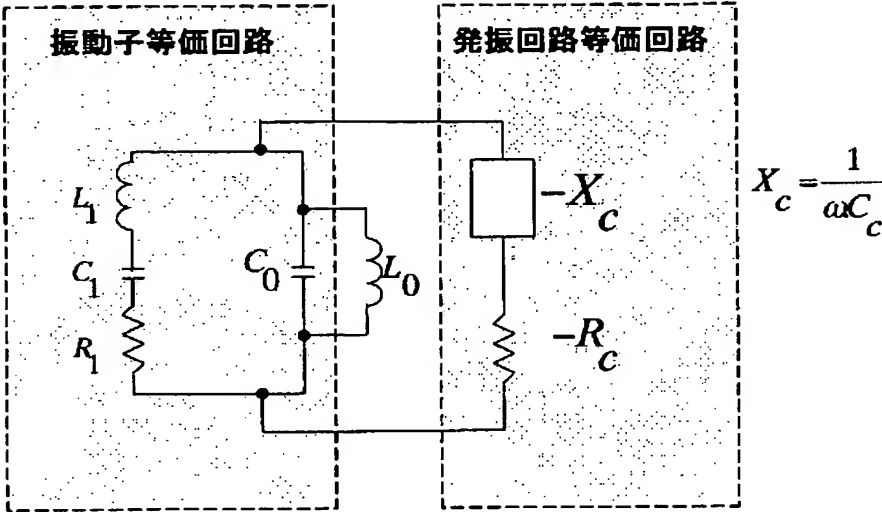 振動子等価回路
発振回路等価回路
L1
C1
R1
C0
L0
−Xc
−Rc
Xc = 1/ωCc